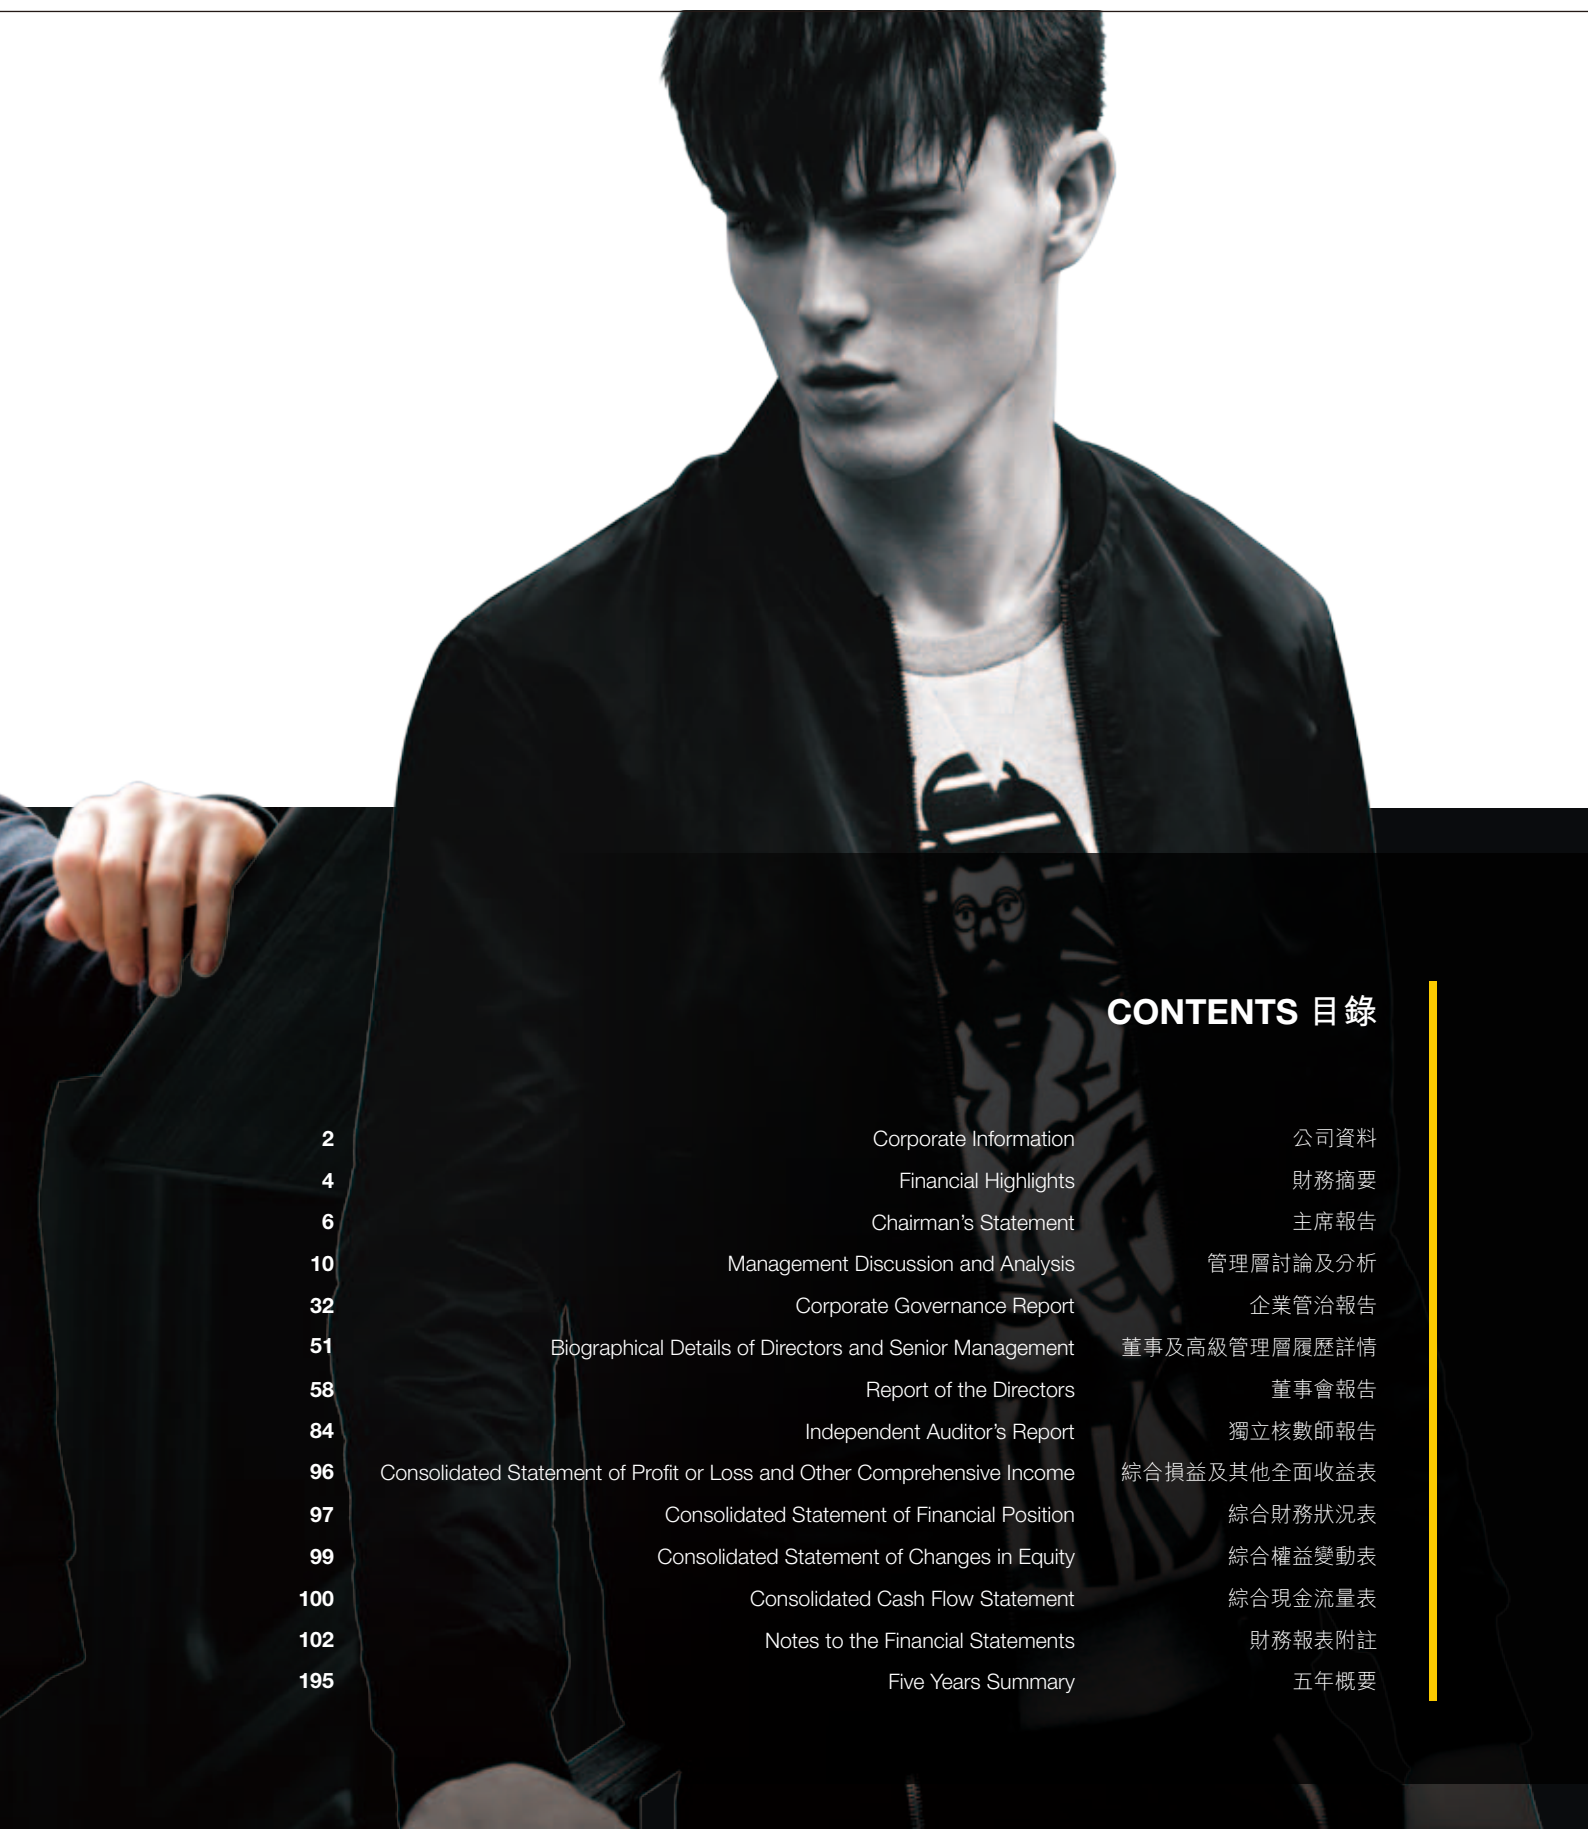 CONTENTS 目錄
2 Corporate Information 公司資料
4 Financial Highlights 財務摘要
6 Chairman's Statement 主席報告
10 Management Discussion and Analysis 管理層討論及分析
32 Corporate Governance Report 企業管治報告
51 Biographical Details of Directors and Senior Management 董事及高級管理層履歷詳情
58 Report of the Directors 董事會報告
84 Independent Auditor's Report 獨立核數師報告
96 Consolidated Statement of Profit or Loss and Other Comprehensive Income 綜合損益及其他全面收益表
97 Consolidated Statement of Financial Position 綜合財務狀況表
99 Consolidated Statement of Changes in Equity 綜合權益變動表
100 Consolidated Cash Flow Statement 綜合現金流量表
102 Notes to the Financial Statements 財務報表附註
195 Five Years Summary 五年概要